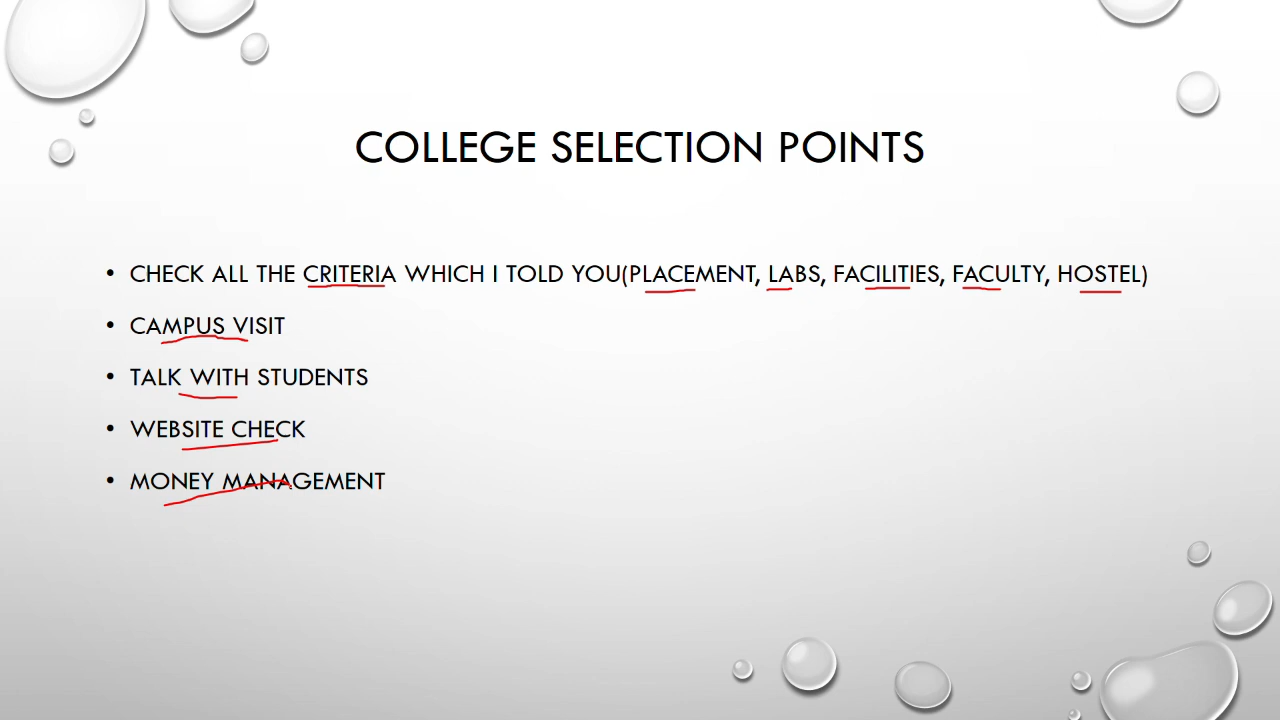 COLLEGE SELECTION POINTS
• CHECK ALL THE CRITERIA WHICH I TOLD YOU(PLACEMENT, LABS, FACILITIES, FACULTY, HOSTEL)
• CAMPUS VISIT
• TALK WITH STUDENTS
• WEBSITE CHECK
• MONEY MANAGEMENT